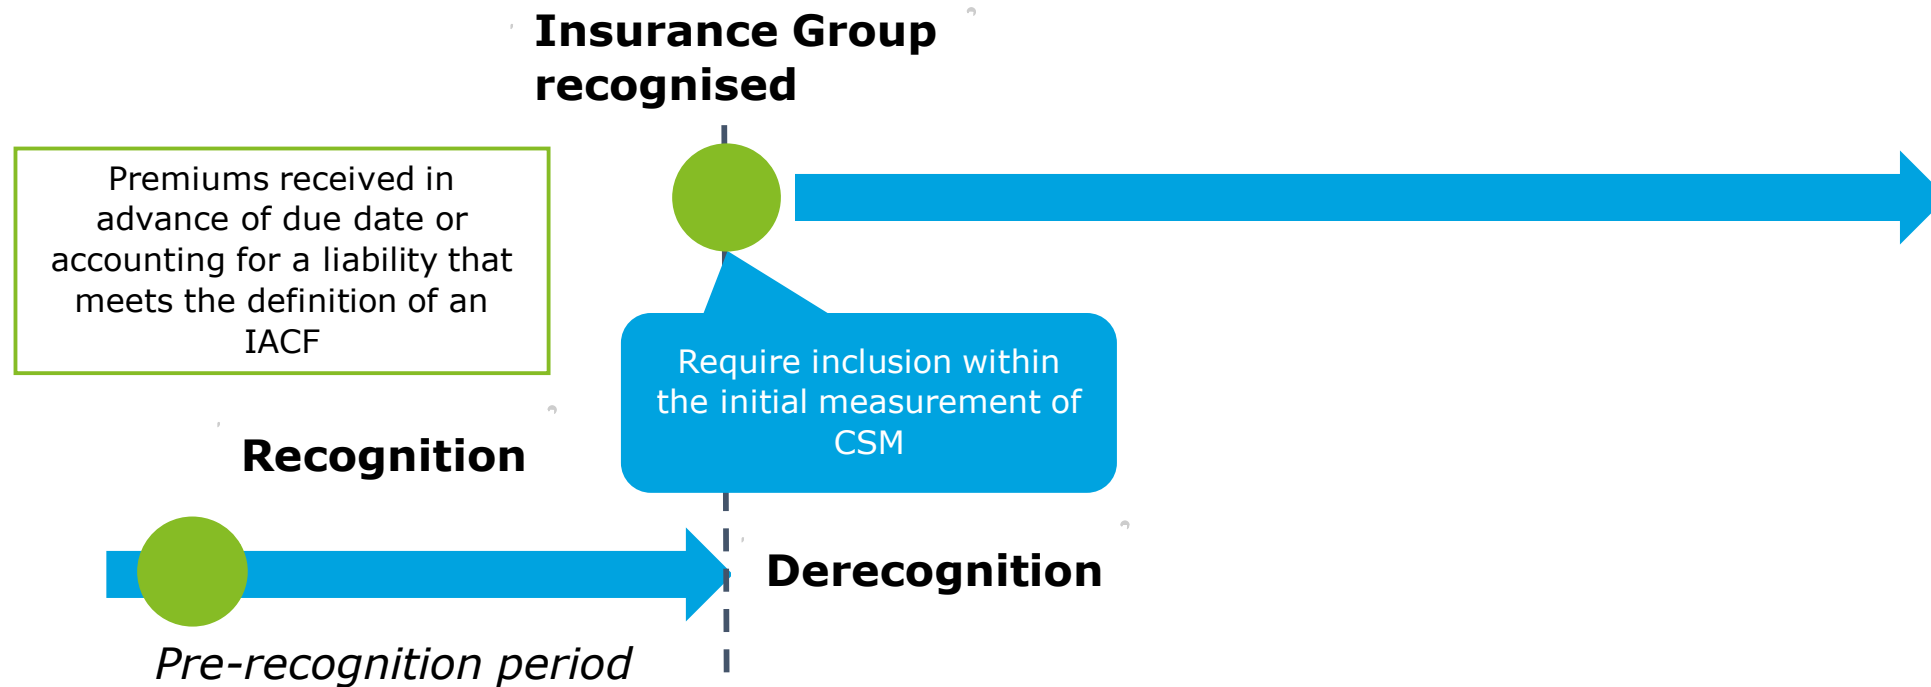 Insurance Group
recognised
Premiums received in
advance of due date or
accounting for a liability that
meets the definition of an
IACF
Require inclusion within
the initial measurement of
CSM
Recognition
Derecognition
Pre-recognition period